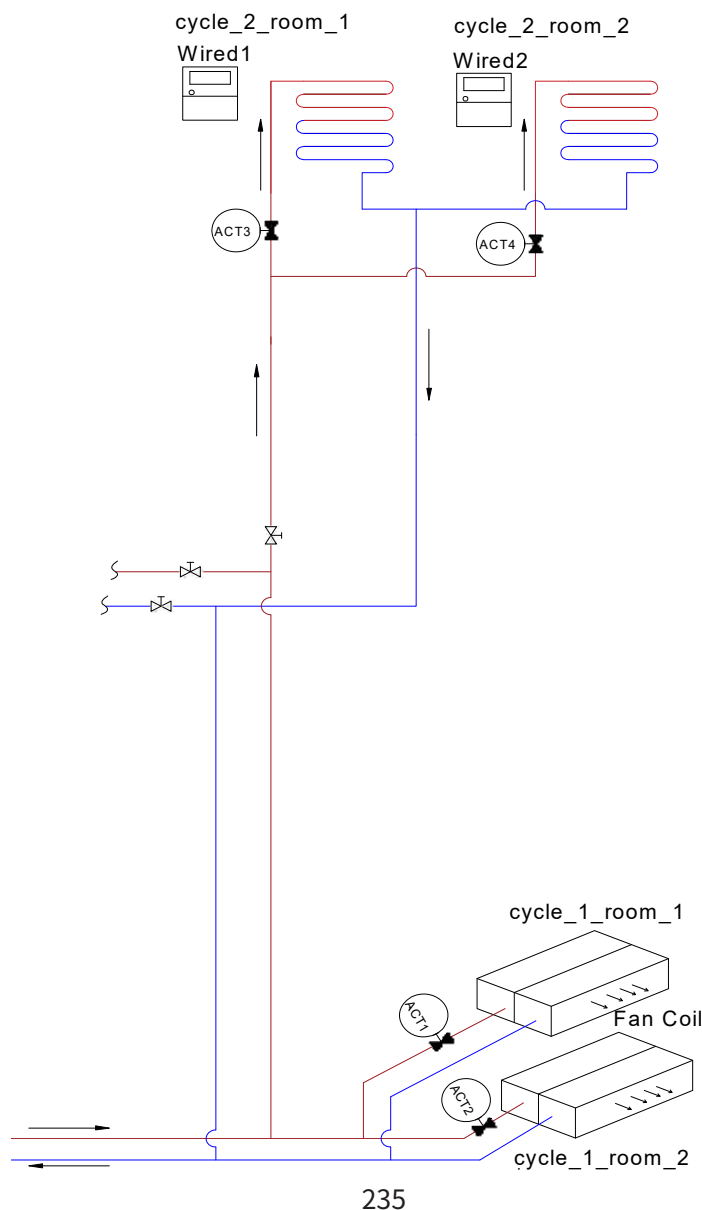 cycle_2_room_1
cycle_2_room_2
Wired1
Wired2
ACT3
ACT4
cycle_1_room_1
ACT1
Fan Coil
ACT2
cycle_1_room_2
235